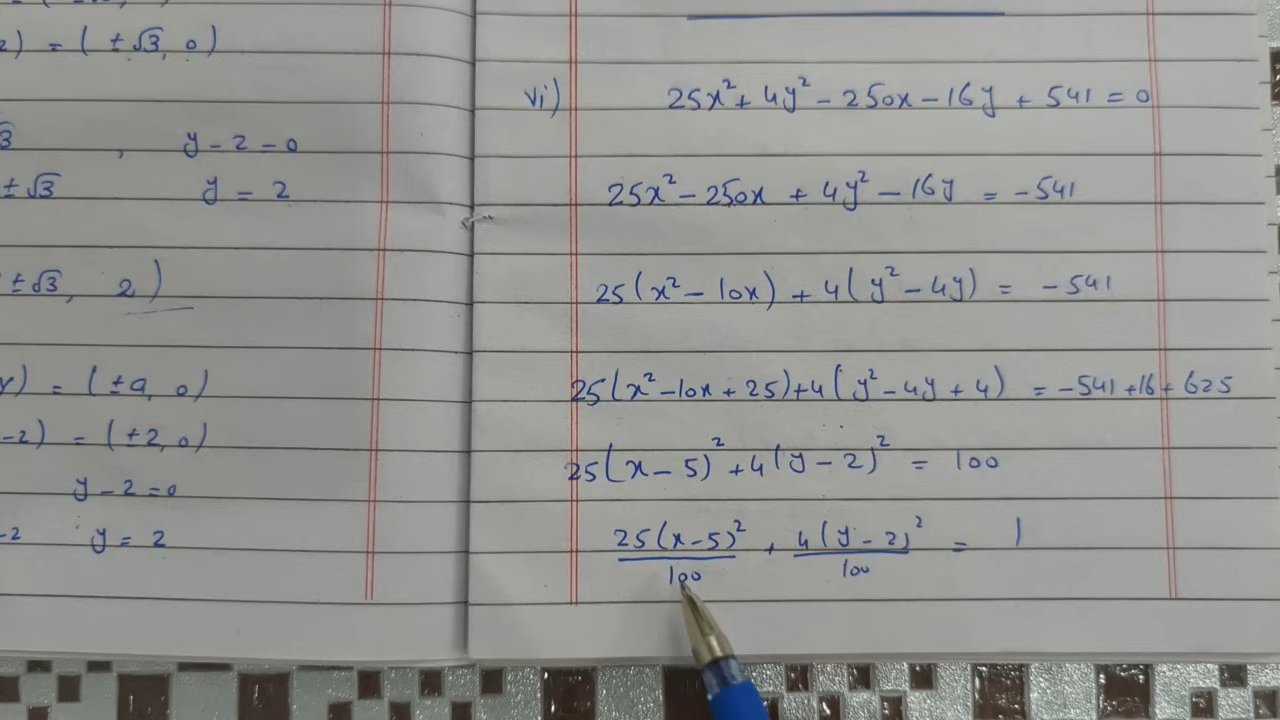 2) = (±√3, 0)
3 , y - 2 = 0
±√3 y = 2
±√3, 2)
y) = (±a, 0)
-2) = (±2, 0)
y - 2 = 0
-2 y = 2
vi) 25x² + 4y² - 250x - 16y + 541 = 0
25x² - 250x + 4y² - 16y = -541
25(x² - 10x) + 4(y² - 4y) = -541
25(x² - 10x + 25) + 4(y² - 4y + 4) = -541 + 16 + 625
25(x - 5)² + 4(y - 2)² = 100
25(x - 5)²/100 + 4(y - 2)²/100 = 1